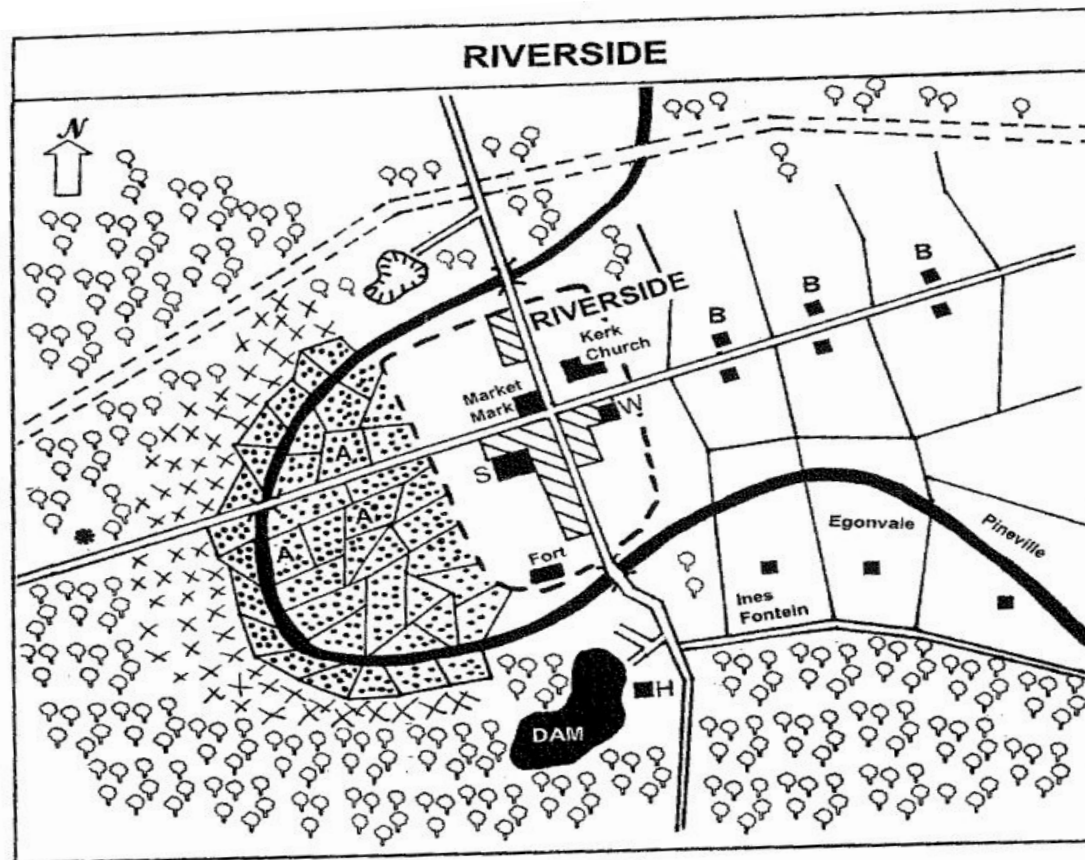 RIVERSIDE
N
RIVERSIDE
B
B
B
Kerk
Church
Market
Mark
W
A
S
A
A
Fort
Egonvale
Pineville
Ines
Fontein
H
DAM